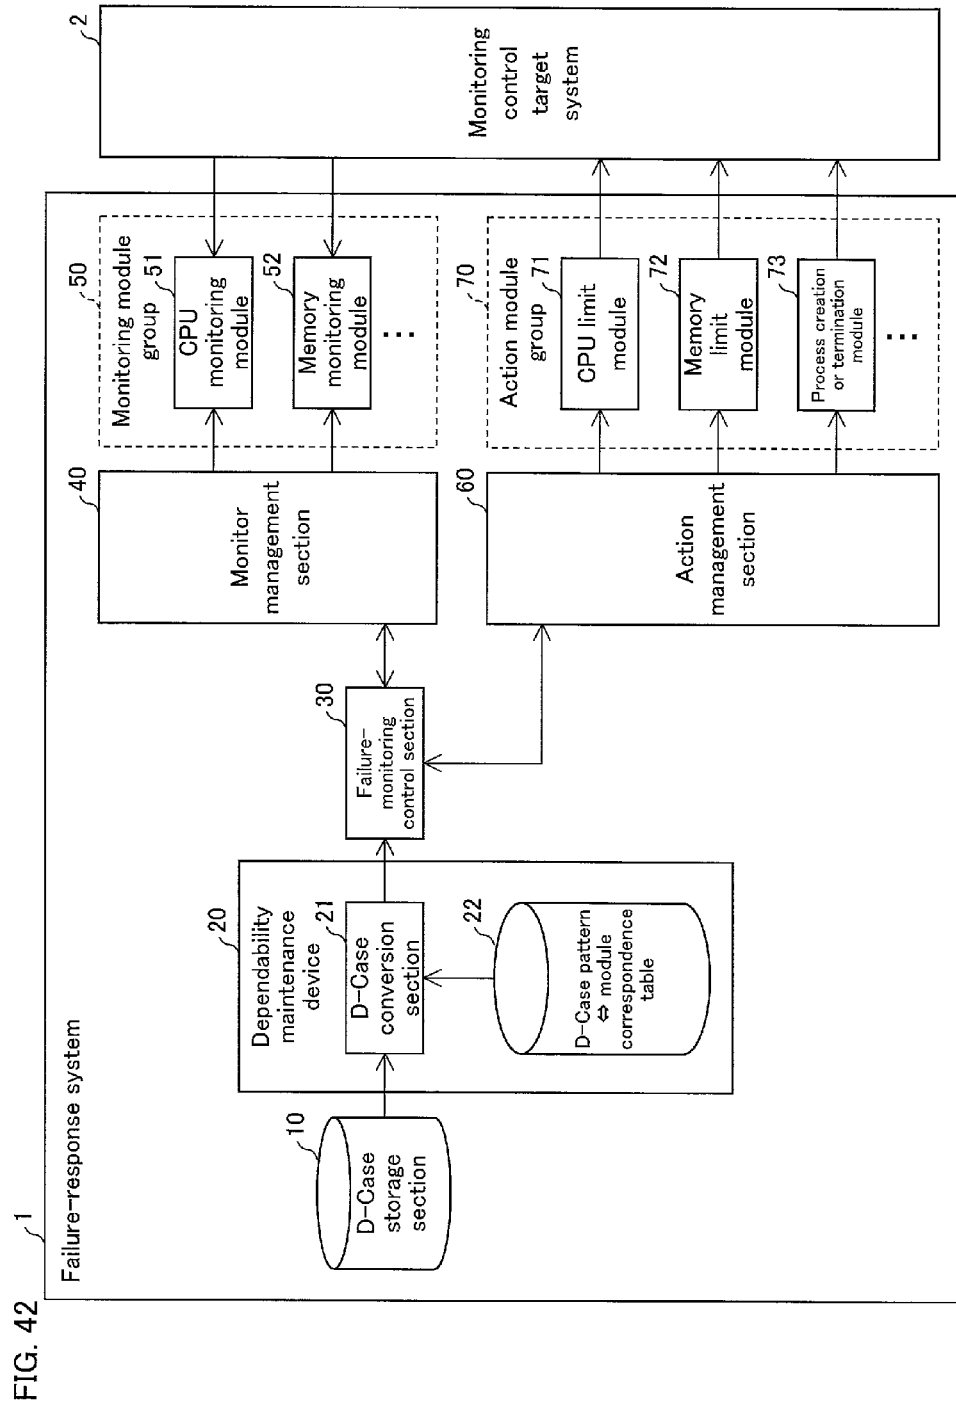 FIG. 42
1
Failure-response system
10
D-Case
storage
section
20
Dependability
maintenance
device
21
D-Case
conversion
section
22
D-Case pattern
⇔ module
correspondence
table
30
Failure-
monitoring
control section
40
Monitor
management
section
50
Monitoring module
group
51
CPU
monitoring
module
52
Memory
monitoring
module
...
60
Action
management
section
70
Action module
group
71
CPU limit
module
72
Memory
limit
module
73
Process creation
or termination
module
...
2
Monitoring
control
target
system